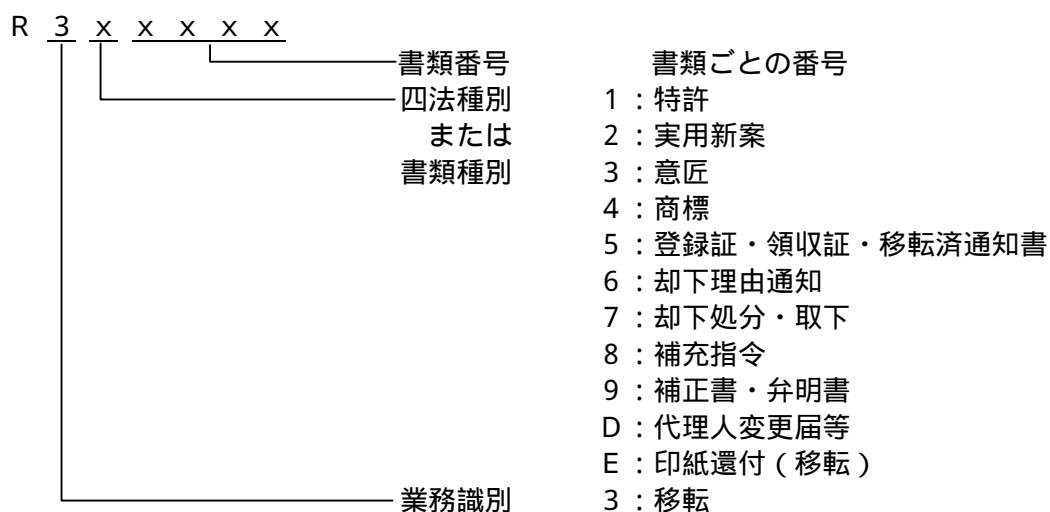 R 3 x x x x x
書類番号 書類ごとの番号
四法種別 1：特許
または 2：実用新案
書類種別 3：意匠
4：商標
5：登録証・領収証・移転済通知書
6：却下理由通知
7：却下処分・取下
8：補充指令
9：補正書・弁明書
D：代理人変更届等
E：印紙還付（移転）
業務識別 3：移転